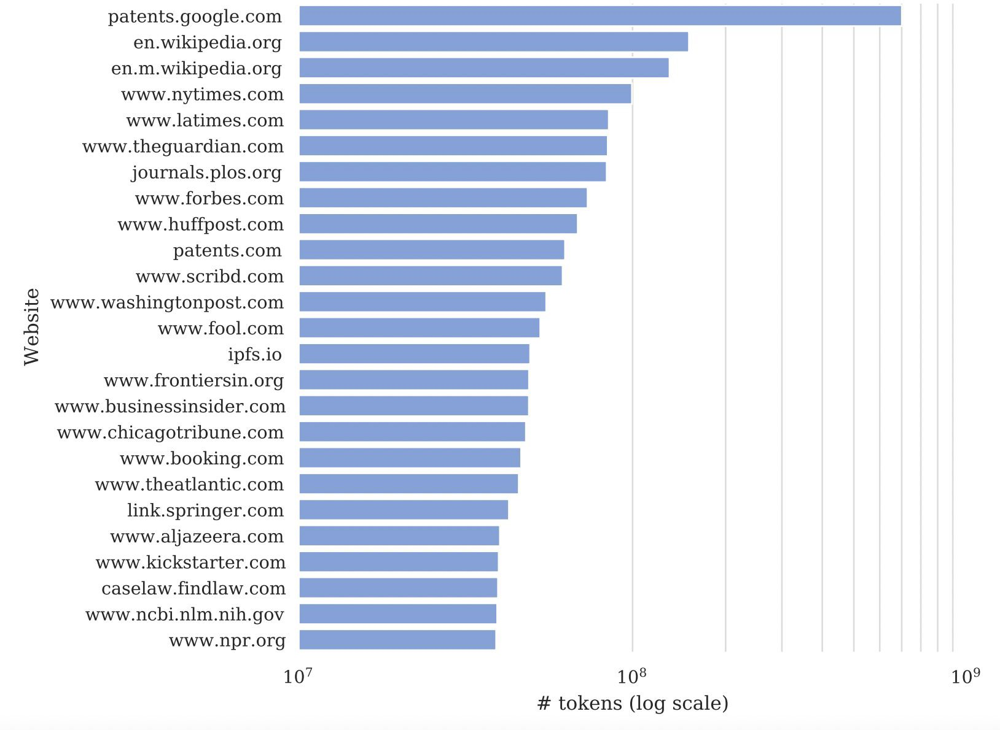 patents.google.com
en.wikipedia.org
en.m.wikipedia.org
www.nytimes.com
www.latimes.com
www.theguardian.com
journals.plos.org
www.forbes.com
www.huffpost.com
patents.com
www.scribd.com
www.washingtonpost.com
www.fool.com
ipfs.io
www.frontiersin.org
www.businessinsider.com
www.chicagotribune.com
www.booking.com
www.theatlantic.com
link.springer.com
www.aljazeera.com
www.kickstarter.com
caselaw.findlaw.com
www.ncbi.nlm.nih.gov
www.npr.org
Website
10⁷ 10⁸ 10⁹
# tokens (log scale)